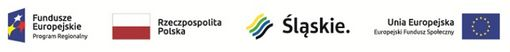 Fundusze
Europejskie
Program Regionalny
Rzeczpospolita
Polska
Śląskie.
Unia Europejska
Europejski Fundusz Społeczny